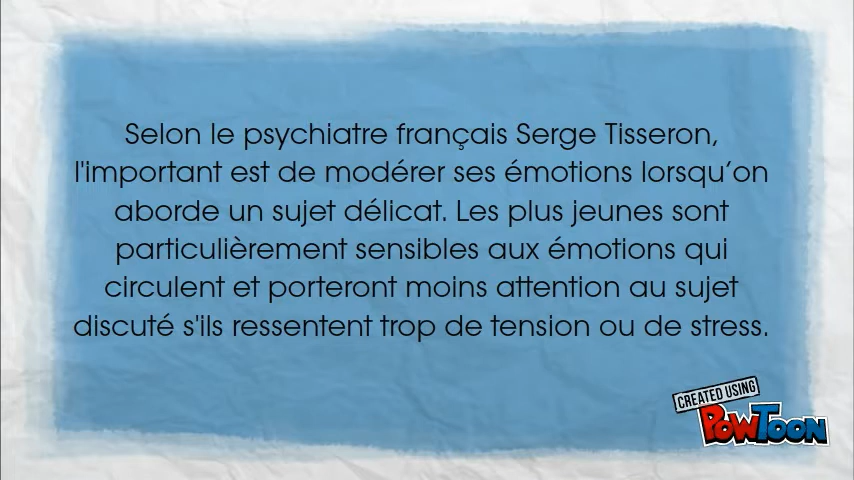 Selon le psychiatre français Serge Tisseron,
l'important est de modérer ses émotions lorsqu’on
aborde un sujet délicat. Les plus jeunes sont
particulièrement sensibles aux émotions qui
circulent et porteront moins attention au sujet
discuté s'ils ressentent trop de tension ou de stress.
CREATED USING
POWTOON